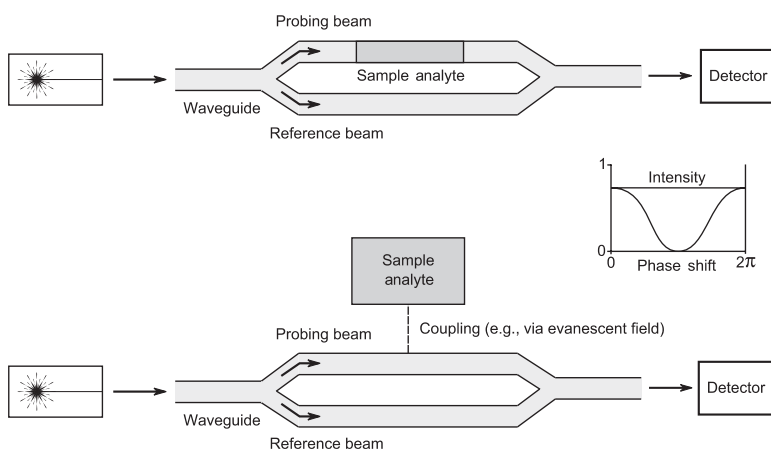 Probing beam
Sample analyte
Detector
Waveguide
Reference beam
1
Intensity
0
0
Phase shift
2π
Sample
analyte
Probing beam
Coupling (e.g., via evanescent field)
Detector
Waveguide
Reference beam